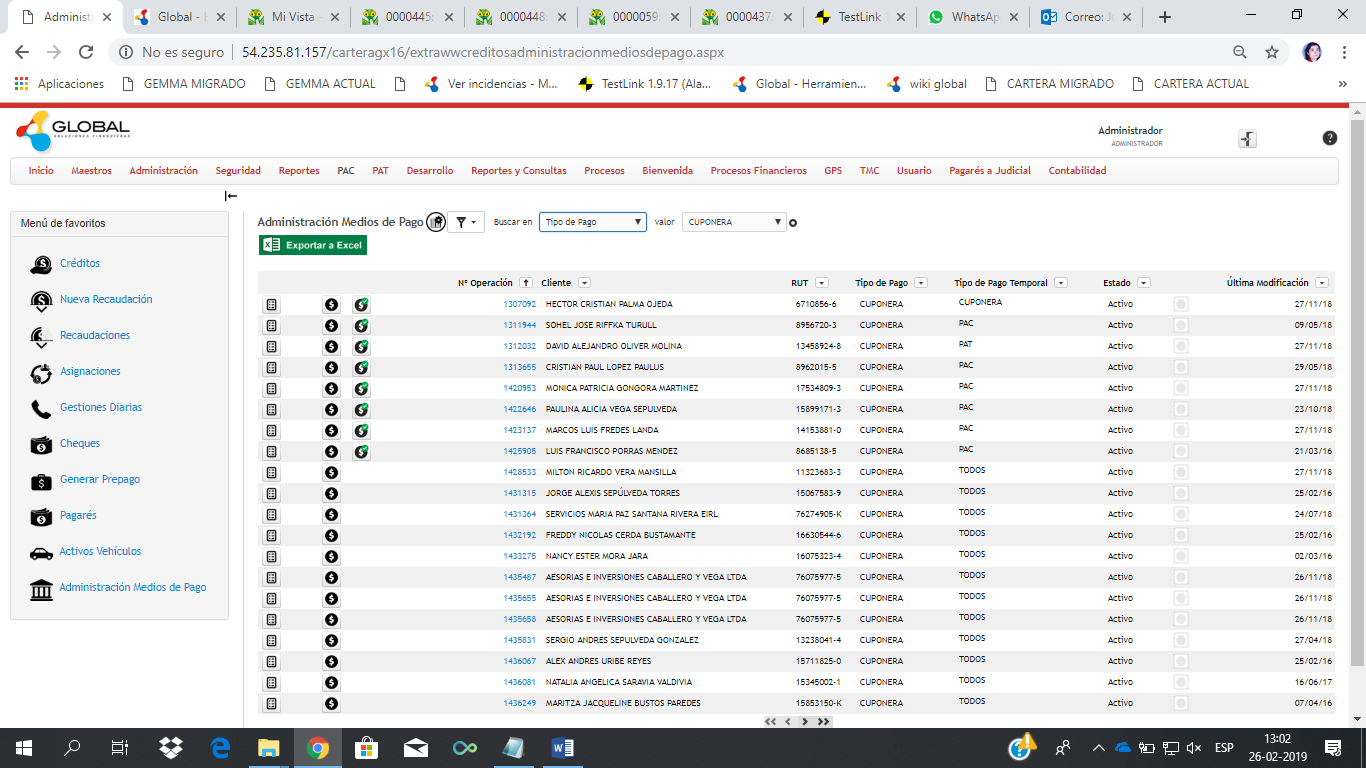 Administ
Global - H
Mi Vista -
0000445
0000448
0000059
0000437
TestLink 1
WhatsAp
Correo: J
No es seguro | 54.235.81.157/carteragx16/extrawwcreditosadministracionmediosdepago.aspx
Aplicaciones GEMMA MIGRADO GEMMA ACTUAL Ver incidencias - M... TestLink 1.9.17 (Ala... Global - Herramien... wiki global CARTERA MIGRADO CARTERA ACTUAL »
GLOBAL
SOLUCIONES FINANCIERAS
Administrador
ADMINISTRADOR
Inicio Maestros Administración Seguridad Reportes PAC PAT Desarrollo Reportes y Consultas Procesos Bienvenida Procesos Financieros GPS TMC Usuario Pagarés a Judicial Contabilidad
Menú de favoritos
Créditos
Nueva Recaudación
Recaudaciones
Asignaciones
Gestiones Diarias
Cheques
Generar Prepago
Pagarés
Activos Vehículos
Administración Medios de Pago
Administración Medios de Pago Buscar en Tipo de Pago valor CUPONERA
Exportar a Excel
Nº Operación Cliente RUT Tipo de Pago Tipo de Pago Temporal Estado Última Modificación
1307092 HECTOR CRISTIAN PALMA OJEDA 6710856-6 CUPONERA CUPONERA Activo 27/11/18
1311944 SOHEL JOSE RIFFKA TURULL 8956720-3 CUPONERA PAC Activo 09/05/18
1312032 DAVID ALEJANDRO OLIVER MOLINA 13458924-8 CUPONERA PAT Activo 27/11/18
1313655 CRISTIAN PAUL LOPEZ PAULUS 8962015-5 CUPONERA PAC Activo 29/05/18
1420953 MONICA PATRICIA GONGORA MARTINEZ 17534809-3 CUPONERA PAC Activo 27/11/18
1422646 PAULINA ALICIA VEGA SEPULVEDA 15899171-3 CUPONERA PAC Activo 23/10/18
1423137 MARCOS LUIS FREDES LANDA 14153881-0 CUPONERA PAC Activo 27/11/18
1425905 LUIS FRANCISCO PORRAS MENDEZ 8685138-5 CUPONERA PAC Activo 21/03/16
1428533 MILTON RICARDO VERA MANSILLA 11323683-3 CUPONERA TODOS Activo 27/11/18
1431315 JORGE ALEXIS SEPÚLVEDA TORRES 15067583-9 CUPONERA TODOS Activo 25/02/16
1431364 SERVICIOS MARIA PAZ SANTANA RIVERA EIRL 76274905-K CUPONERA TODOS Activo 24/07/18
1432192 FREDDY NICOLAS CERDA BUSTAMANTE 16630544-6 CUPONERA TODOS Activo 25/02/16
1433275 NANCY ESTER MORA JARA 16075323-4 CUPONERA TODOS Activo 02/03/16
1435487 AESORIAS E INVERSIONES CABALLERO Y VEGA LTDA 76075977-5 CUPONERA TODOS Activo 26/11/18
1435655 AESORIAS E INVERSIONES CABALLERO Y VEGA LTDA 76075977-5 CUPONERA TODOS Activo 26/11/18
1435658 AESORIAS E INVERSIONES CABALLERO Y VEGA LTDA 76075977-5 CUPONERA TODOS Activo 26/11/18
1435831 SERGIO ANDRES SEPULVEDA GONZALEZ 13238041-4 CUPONERA TODOS Activo 27/04/18
1436067 ALEX ANDRES URIBE REYES 15711825-0 CUPONERA TODOS Activo 25/02/16
1436081 NATALIA ANGELICA SARAVIA VALDIVIA 15345002-1 CUPONERA TODOS Activo 16/06/17
1436249 MARITZA JACQUELINE BUSTOS PAREDES 15853150-K CUPONERA TODOS Activo 07/04/16
ESP
13:02
26-02-2019